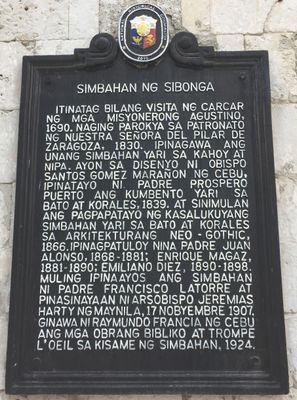 SIMBAHAN NG SIBONGA
ITINATAG BILANG VISITA NG CARCAR
NG MGA MISYONERONG AGUSTINO,
1690. NAGING PAROKYA SA PATRONATO
NG NUESTRA SEÑORA DEL PILAR DE
ZARAGOZA, 1830. IPINAGAWA ANG
UNANG SIMBAHAN YARI SA KAHOY AT
NIPA. AYON SA DISENYO NI OBISPO
SANTOS GOMEZ MARAÑON NG CEBU,
IPINATAYO NI PADRE PROSPERO
PUERTO ANG KUMBENTO YARI SA
BATO AT KORALES, 1839. AT SINIMULAN
ANG PAGPAPATAYO NG KASALUKUYANG
SIMBAHAN YARI SA BATO AT KORALES
SA ARKITEKTURANG NEO-GOTHIC,
1866. IPINAGPATULOY NINA PADRE JUAN
ALONSO, 1868-1881; ENRIQUE MAGAZ,
1881-1890; EMILIANO DIEZ, 1890-1898.
MULING IPINAAYOS ANG SIMBAHAN
NI PADRE FRANCISCO LATORRE AT
PINASINAYAAN NI ARSOBISPO JEREMIAS
HARTY NG MAYNILA, 17 NOBYEMBRE 1907.
GINAWA NI RAYMUNDO FRANCIA NG CEBU
ANG MGA OBRANG BIBLIKO AT TROMPE
L'OEIL SA KISAME NG SIMBAHAN, 1924.